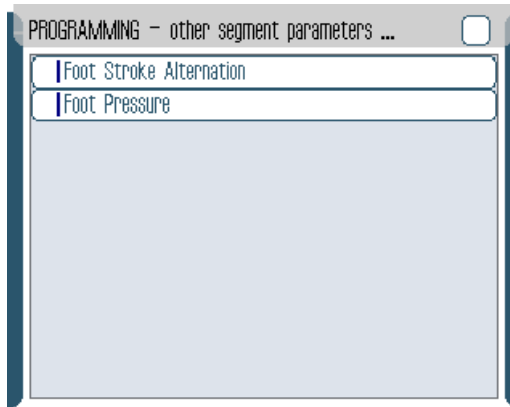 PROGRAMMING - other segment parameters ...
Foot Stroke Alternation
Foot Pressure